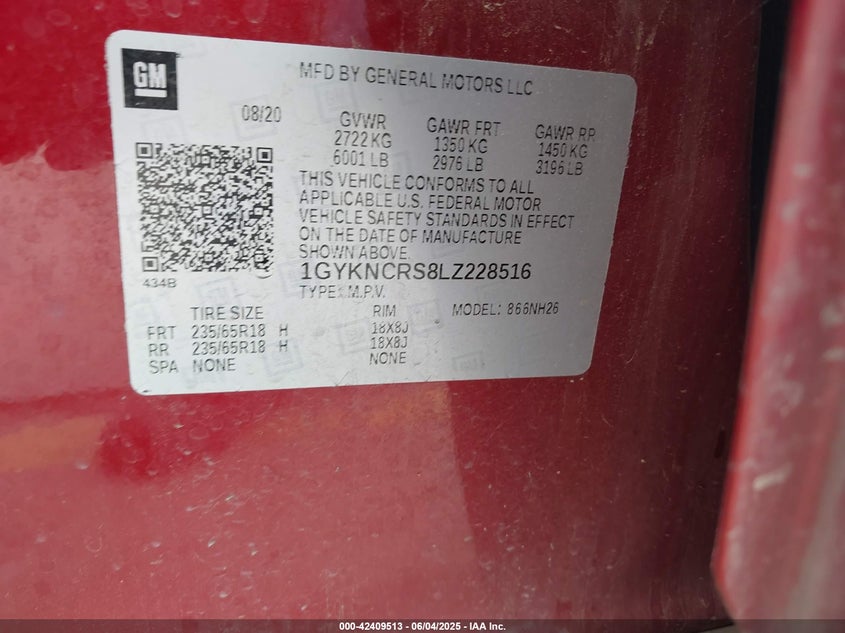 GM
MFD BY GENERAL MOTORS LLC
08/20
GVWR
2722 KG
6001 LB
GAWR FRT
1350 KG
2976 LB
GAWR RR
1450 KG
3196 LB
THIS VEHICLE CONFORMS TO ALL
APPLICABLE U.S. FEDERAL MOTOR
VEHICLE SAFETY STANDARDS IN EFFECT
ON THE DATE OF MANUFACTURE
SHOWN ABOVE.
434B
1GYKNCRS8LZ228516
TYPE: M.P.V.
MODEL: 866NH26
TIRE SIZE RIM
FRT 235/65R18 H 18X8J
RR 235/65R18 H 18X8J
SPA NONE NONE
000-42409513 - 06/04/2025 - IAA Inc.